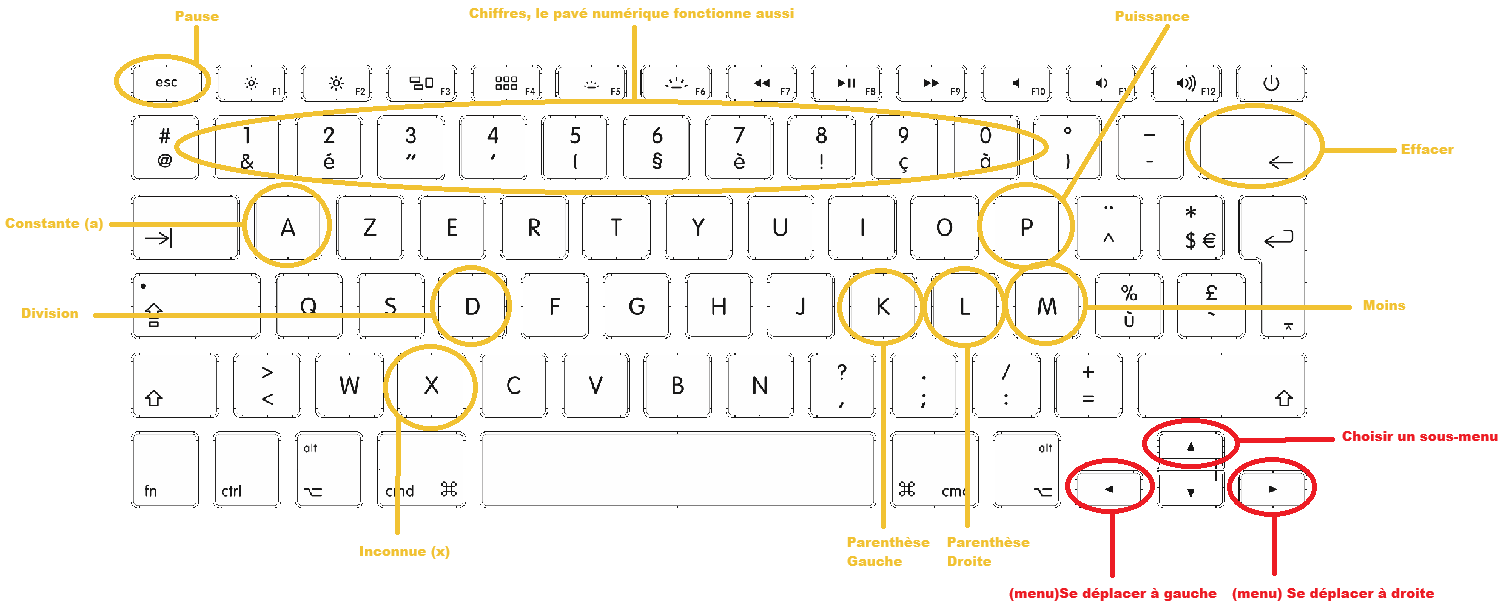 Pause
Chiffres, le pavé numérique fonctionne aussi
Puissance
esc F1 F2 F3 F4 F5 F6 F7 F8 F9 F10 F12
# 1 2 3 4 5 6 7 8 9 0 ° –
@ & é " ' ( § è ! ç à ) -
Effacer
Constante (a)
A Z E R T Y U I O P ¨ *
^ $ €
Division
Q S D F G H J K L M % £
ù `
Moins
> ? . / +
W X C V B N
< , ; : =
Choisir un sous-menu
alt alt
fn ctrl cmd ⌘ ⌘ cmd
Inconnue (x)
Parenthèse Parenthèse
Gauche Droite
(menu)Se déplacer à gauche (menu) Se déplacer à droite